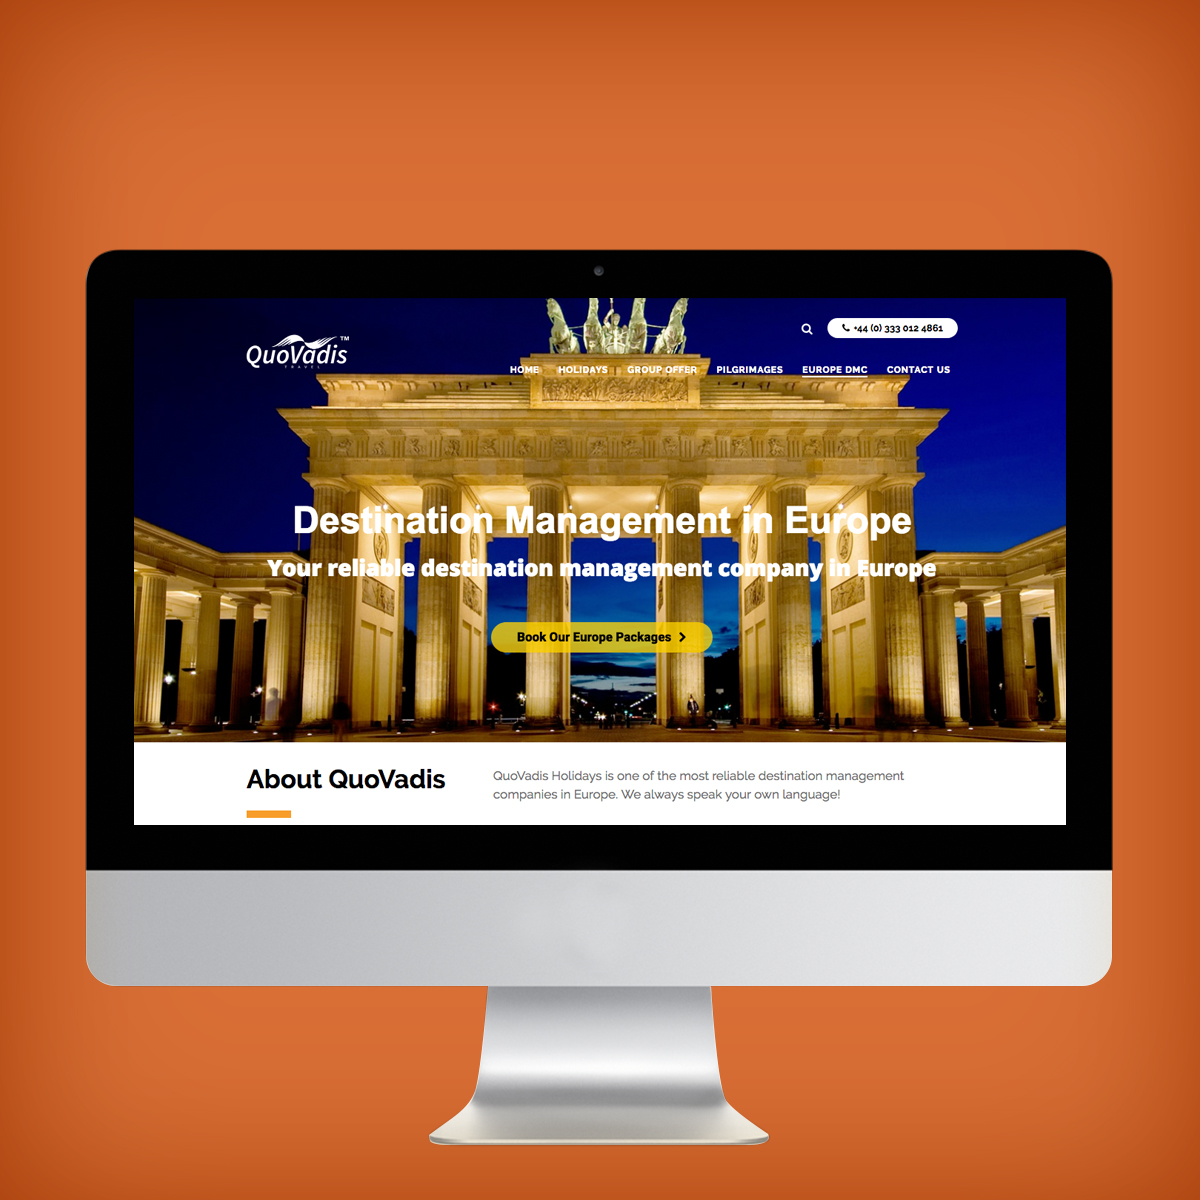 +44 (0) 333 012 4861
QuoVadis™
TRAVEL
HOME HOLIDAYS GROUP OFFER PILGRIMAGES EUROPE DMC CONTACT US
Destination Management in Europe
Your reliable destination management company in Europe
Book Our Europe Packages
About QuoVadis
QuoVadis Holidays is one of the most reliable destination management
companies in Europe. We always speak your own language!